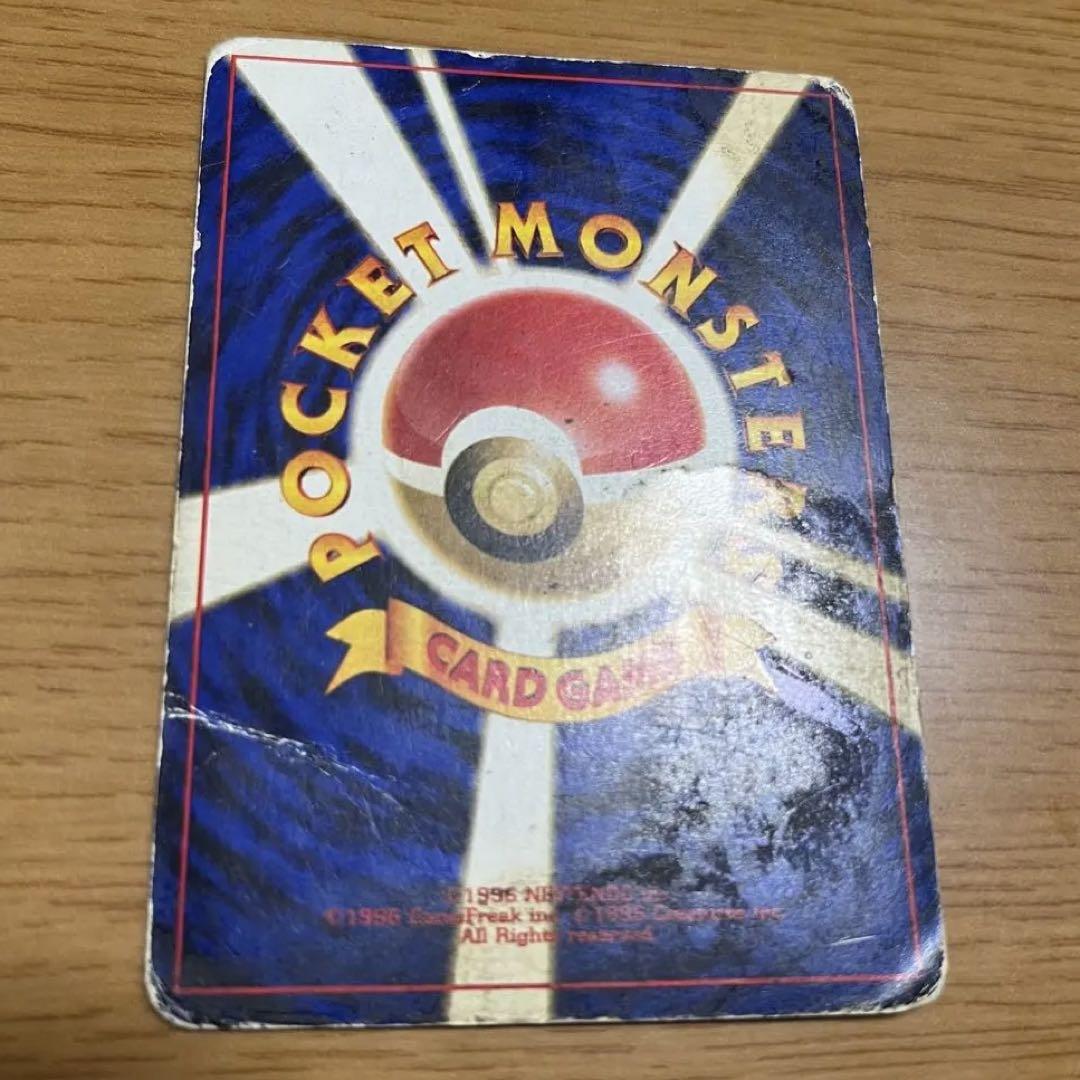 POCKET MONSTERS
CARD GAME
©1996 NINTENDO
©1996 GameFreak inc. ©1996 Creatures inc.
All Rights reserved